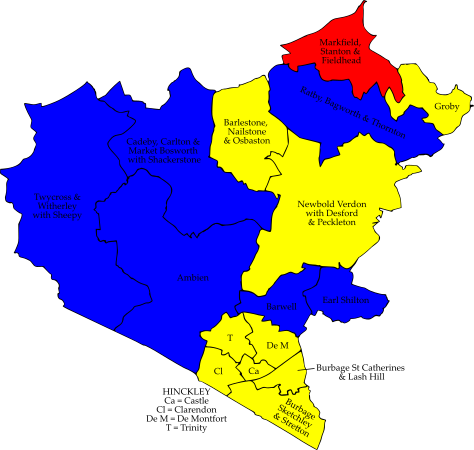 Markfield,
Stanton &
Fieldhead
Groby
Ratby, Bagworth & Thornton
Barlestone,
Nailstone
& Osbaston
Cadeby, Carlton &
Market Bosworth
with Shackerstone
Twycross &
Witherley
with Sheepy
Newbold Verdon
with Desford
& Peckleton
Ambien
Barwell
Earl Shilton
T
De M
Cl
Ca
Burbage St Catherines
& Lash Hill
Burbage
Sketchley
& Stretton
HINCKLEY
Ca = Castle
Cl = Clarendon
De M = De Montfort
T = Trinity